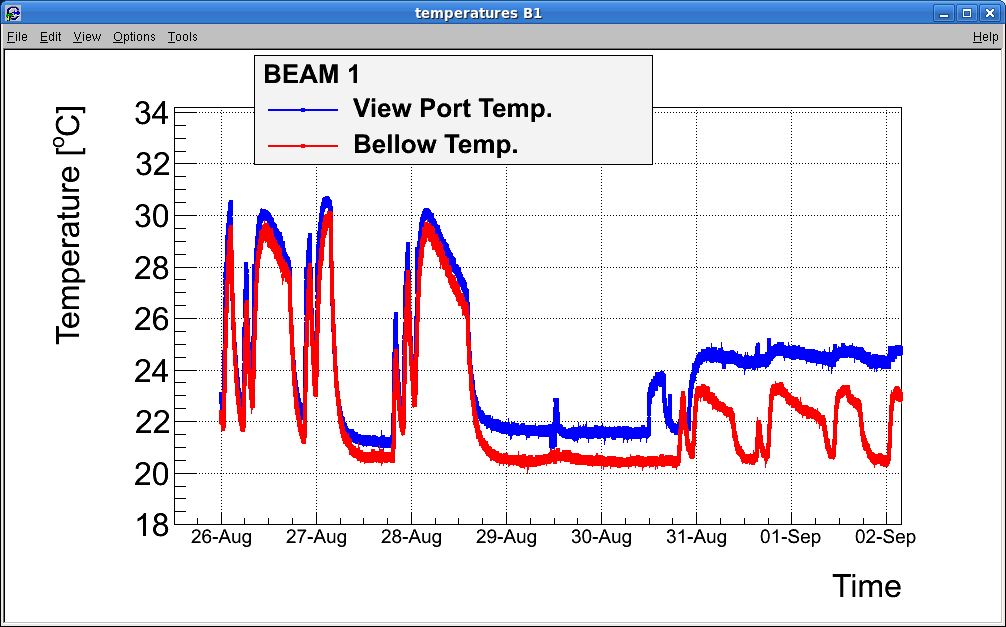 temperatures B1
File Edit View Options Tools Help
BEAM 1
View Port Temp.
Bellow Temp.
Temperature [°C]
34
32
30
28
26
24
22
20
18
26-Aug 27-Aug 28-Aug 29-Aug 30-Aug 31-Aug 01-Sep 02-Sep
Time